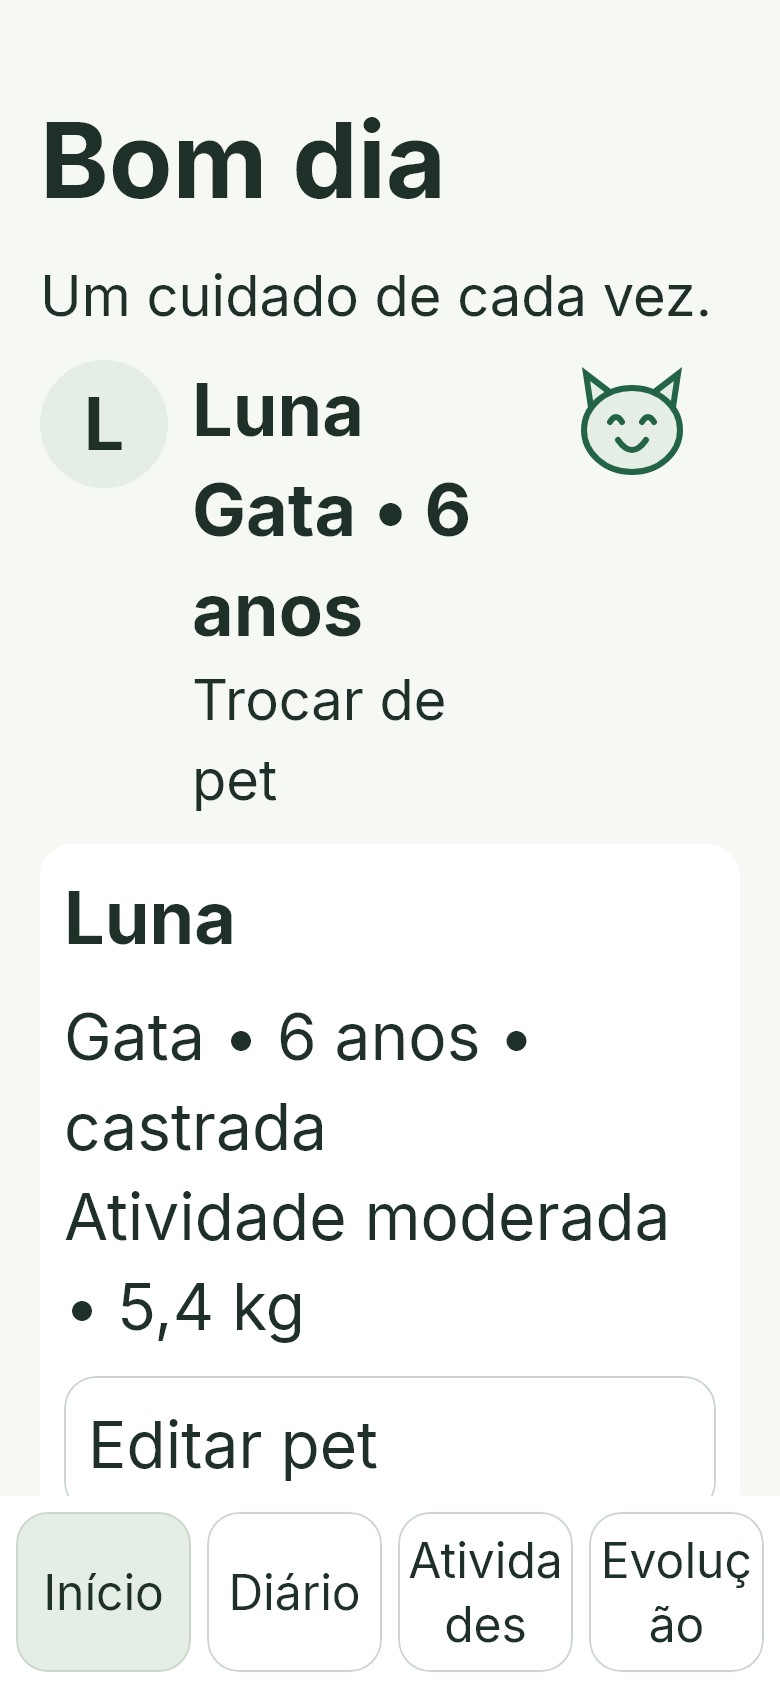 Bom dia
Um cuidado de cada vez.
L
Luna
Gata • 6
anos
Trocar de
pet
Luna
Gata • 6 anos •
castrada
Atividade moderada
• 5,4 kg
Editar pet
Início
Diário
Ativida
des
Evoluç
ão